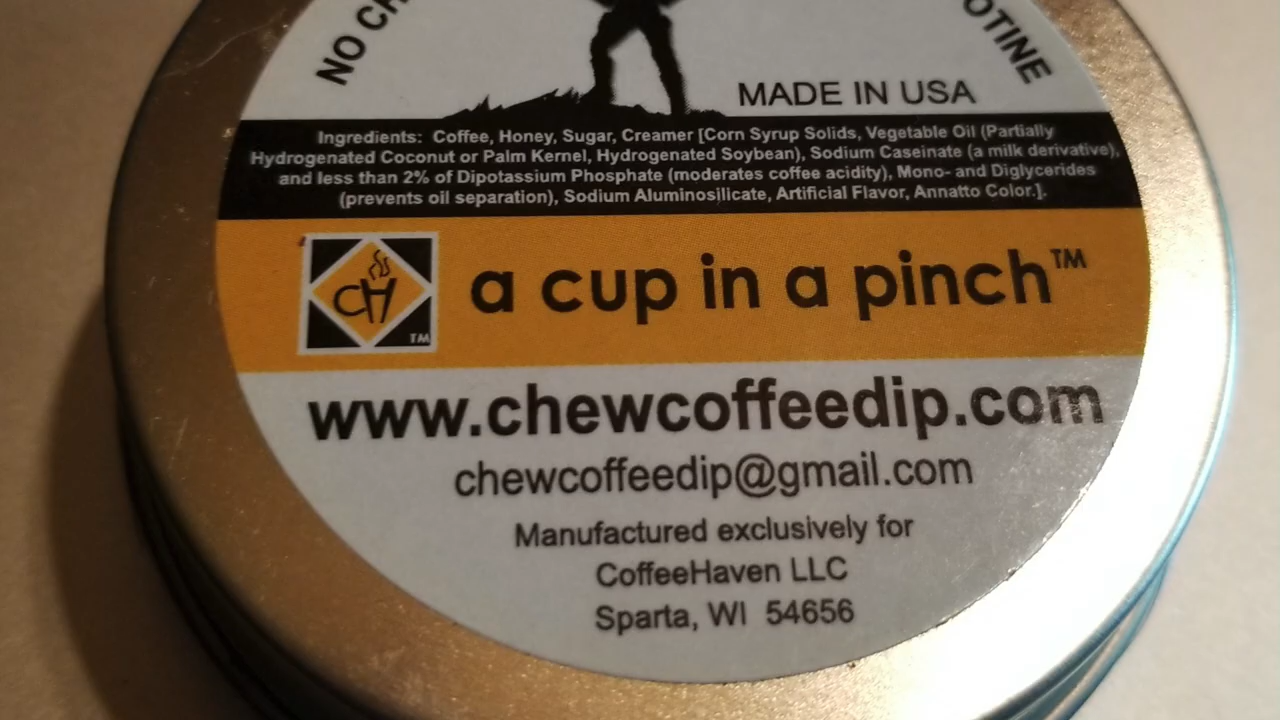 NO
OTINE
MADE IN USA
Ingredients: Coffee, Honey, Sugar, Creamer [Corn Syrup Solids, Vegetable Oil (Partially
Hydrogenated Coconut or Palm Kernel, Hydrogenated Soybean), Sodium Caseinate (a milk derivative),
and less than 2% of Dipotassium Phosphate (moderates coffee acidity), Mono- and Diglycerides
(prevents oil separation), Sodium Aluminosilicate, Artificial Flavor, Annatto Color.].
CH TM
a cup in a pinch™
www.chewcoffeedip.com
chewcoffeedip@gmail.com
Manufactured exclusively for
CoffeeHaven LLC
Sparta, WI 54656